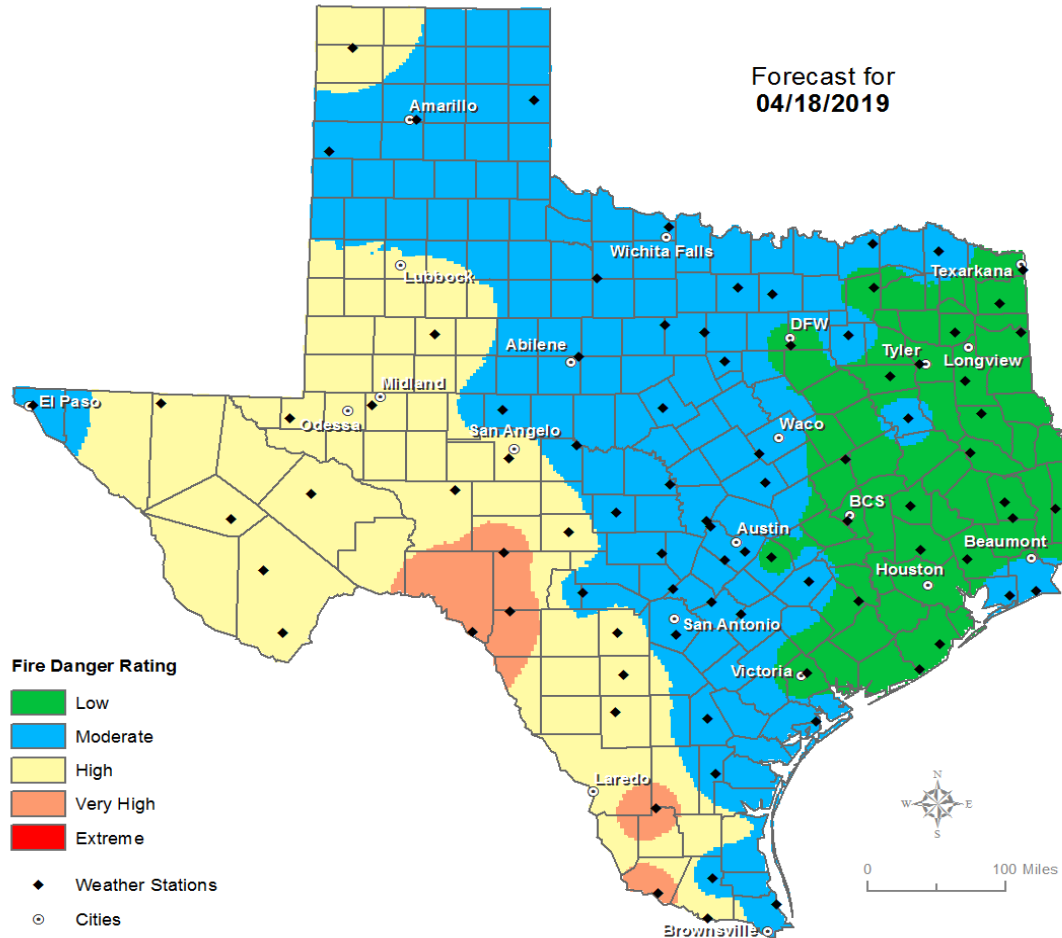 Forecast for
04/18/2019
Amarillo
Wichita Falls
Lubbock
Texarkana
DFW
Abilene
Tyler
Longview
Midland
El Paso
Odessa
San Angelo
Waco
BCS
Austin
Beaumont
Houston
San Antonio
Victoria
Laredo
Brownsville
Fire Danger Rating
Low
Moderate
High
Very High
Extreme
Weather Stations
Cities
N
W E
S
0 100 Miles